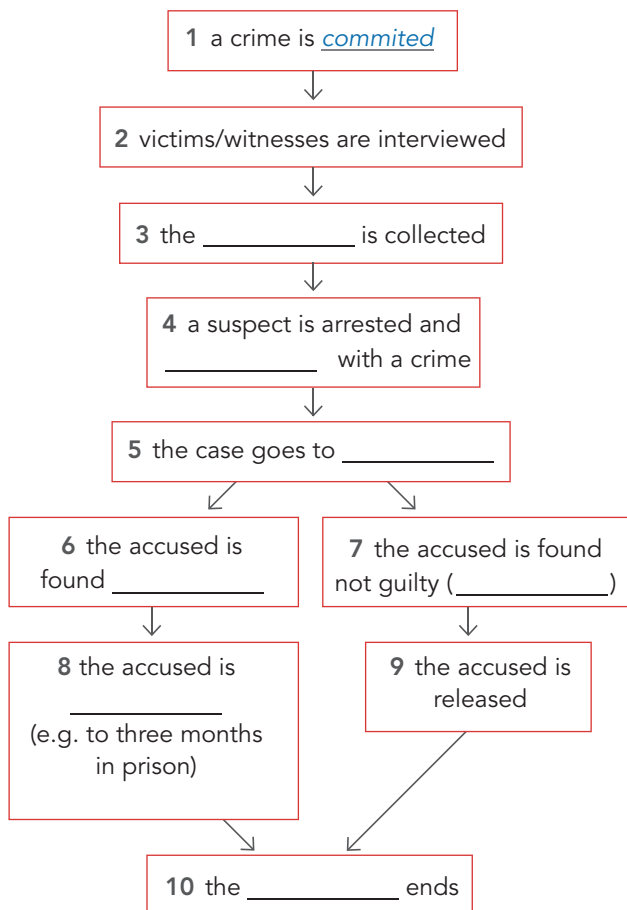 1 a crime is commited
2 victims/witnesses are interviewed
3 the ____________ is collected
4 a suspect is arrested and
____________ with a crime
5 the case goes to ____________
6 the accused is
found ____________
7 the accused is found
not guilty (____________)
8 the accused is
____________
(e.g. to three months
in prison)
9 the accused is
released
10 the ____________ ends